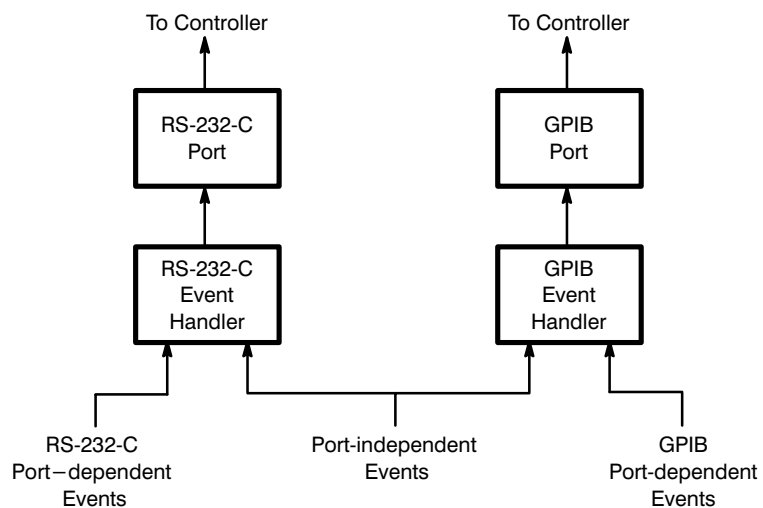 To Controller
To Controller
RS-232-C
Port
GPIB
Port
RS-232-C
Event
Handler
GPIB
Event
Handler
RS-232-C
Port−dependent
Events
Port-independent
Events
GPIB
Port-dependent
Events